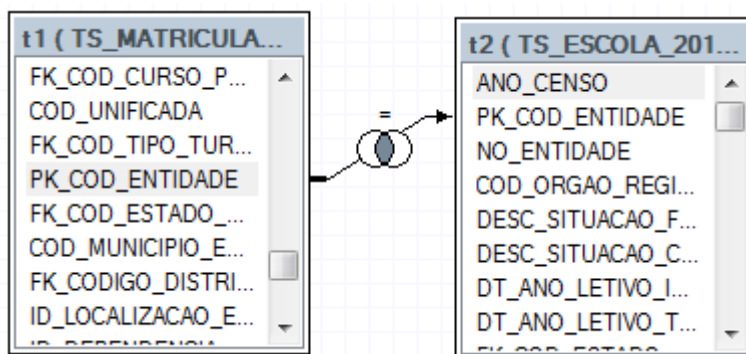 t1 ( TS_MATRICULA...
FK_COD_CURSO_P...
COD_UNIFICADA
FK_COD_TIPO_TUR...
PK_COD_ENTIDADE
FK_COD_ESTADO_...
COD_MUNICIPIO_E...
FK_CODIGO_DISTRI...
ID_LOCALIZACAO_E...
=
t2 ( TS_ESCOLA_201...
ANO_CENSO
PK_COD_ENTIDADE
NO_ENTIDADE
COD_ORGAO_REGI...
DESC_SITUACAO_F...
DESC_SITUACAO_C...
DT_ANO_LETIVO_I...
DT_ANO_LETIVO_T...